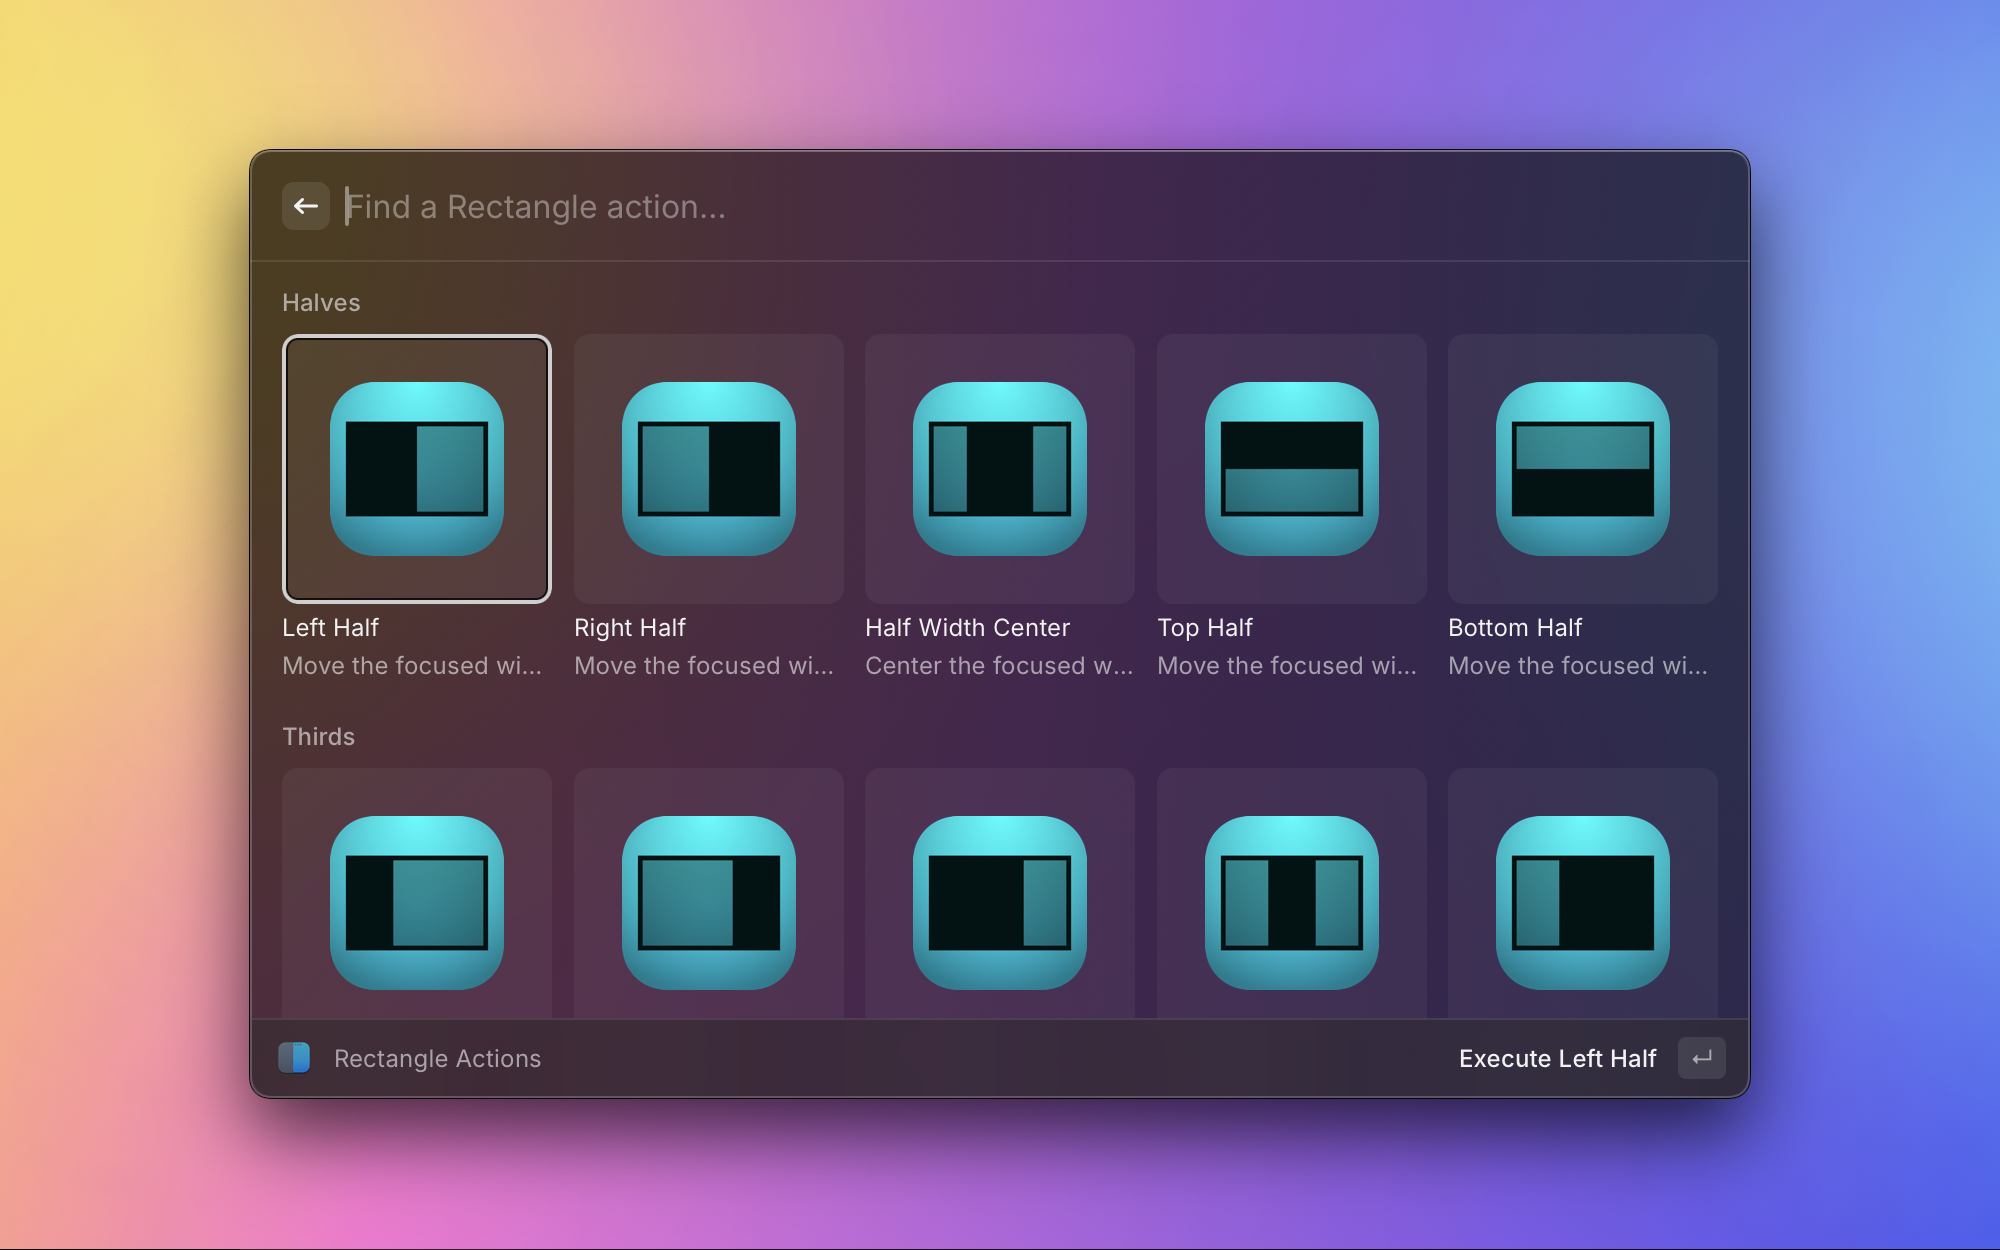 Find a Rectangle action...
Halves
Left Half
Right Half
Half Width Center
Top Half
Bottom Half
Move the focused wi...
Move the focused wi...
Center the focused w...
Move the focused wi...
Move the focused wi...
Thirds
Rectangle Actions
Execute Left Half